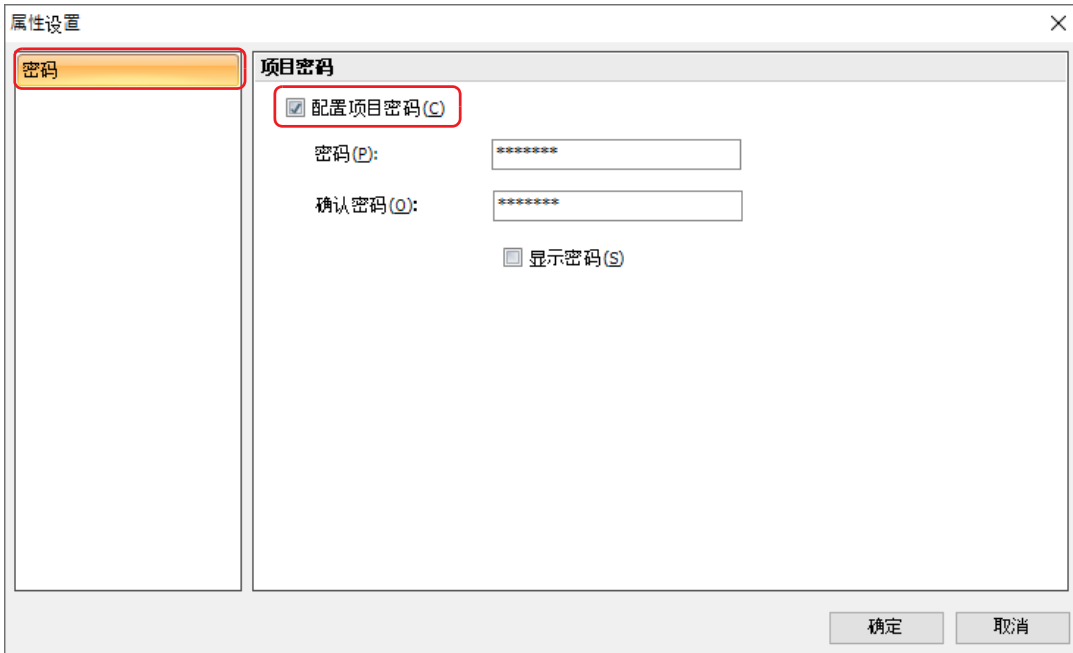 属性设置
密码
项目密码
配置项目密码(C)
密码(P):
*******
确认密码(O):
*******
显示密码(S)
确定
取消